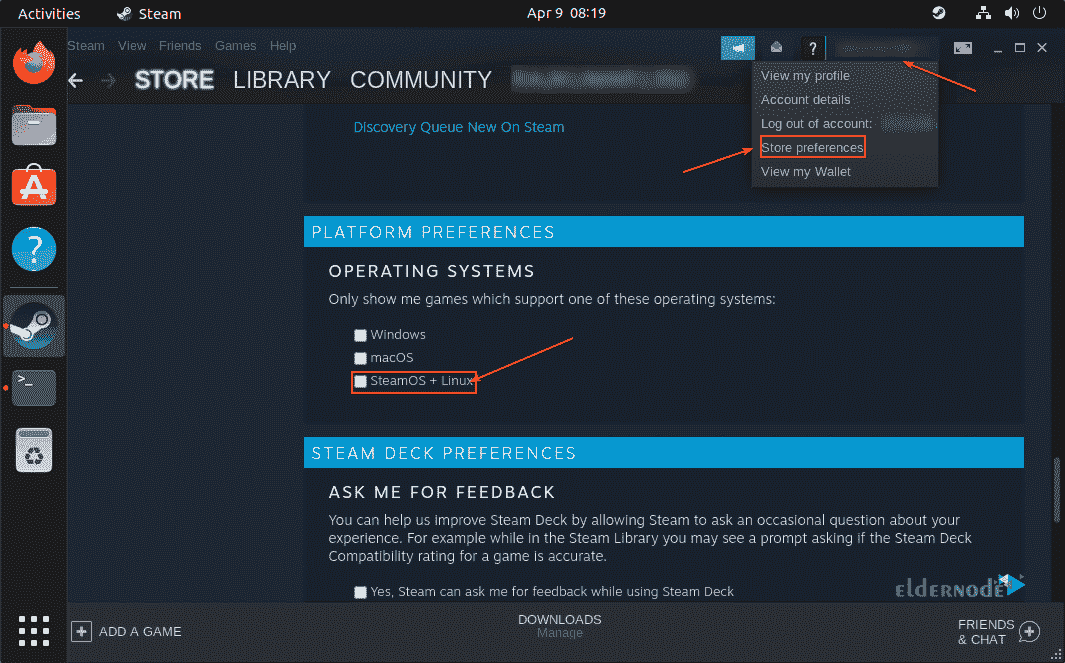 Activities Steam Apr 9 08:19
Steam View Friends Games Help
?
STORE LIBRARY COMMUNITY
View my profile
Account details
Log out of account:
Store preferences
View my Wallet
Discovery Queue New On Steam
PLATFORM PREFERENCES
OPERATING SYSTEMS
Only show me games which support one of these operating systems:
Windows
macOS
SteamOS + Linux
STEAM DECK PREFERENCES
ASK ME FOR FEEDBACK
You can help us improve Steam Deck by allowing Steam to ask an occasional question about your
experience. For example while in the Steam Library you may see a prompt asking if the Steam Deck
Compatibility rating for a game is accurate.
Yes, Steam can ask me for feedback while using Steam Deck
eldernode
ADD A GAME
DOWNLOADS
Manage
FRIENDS
& CHAT